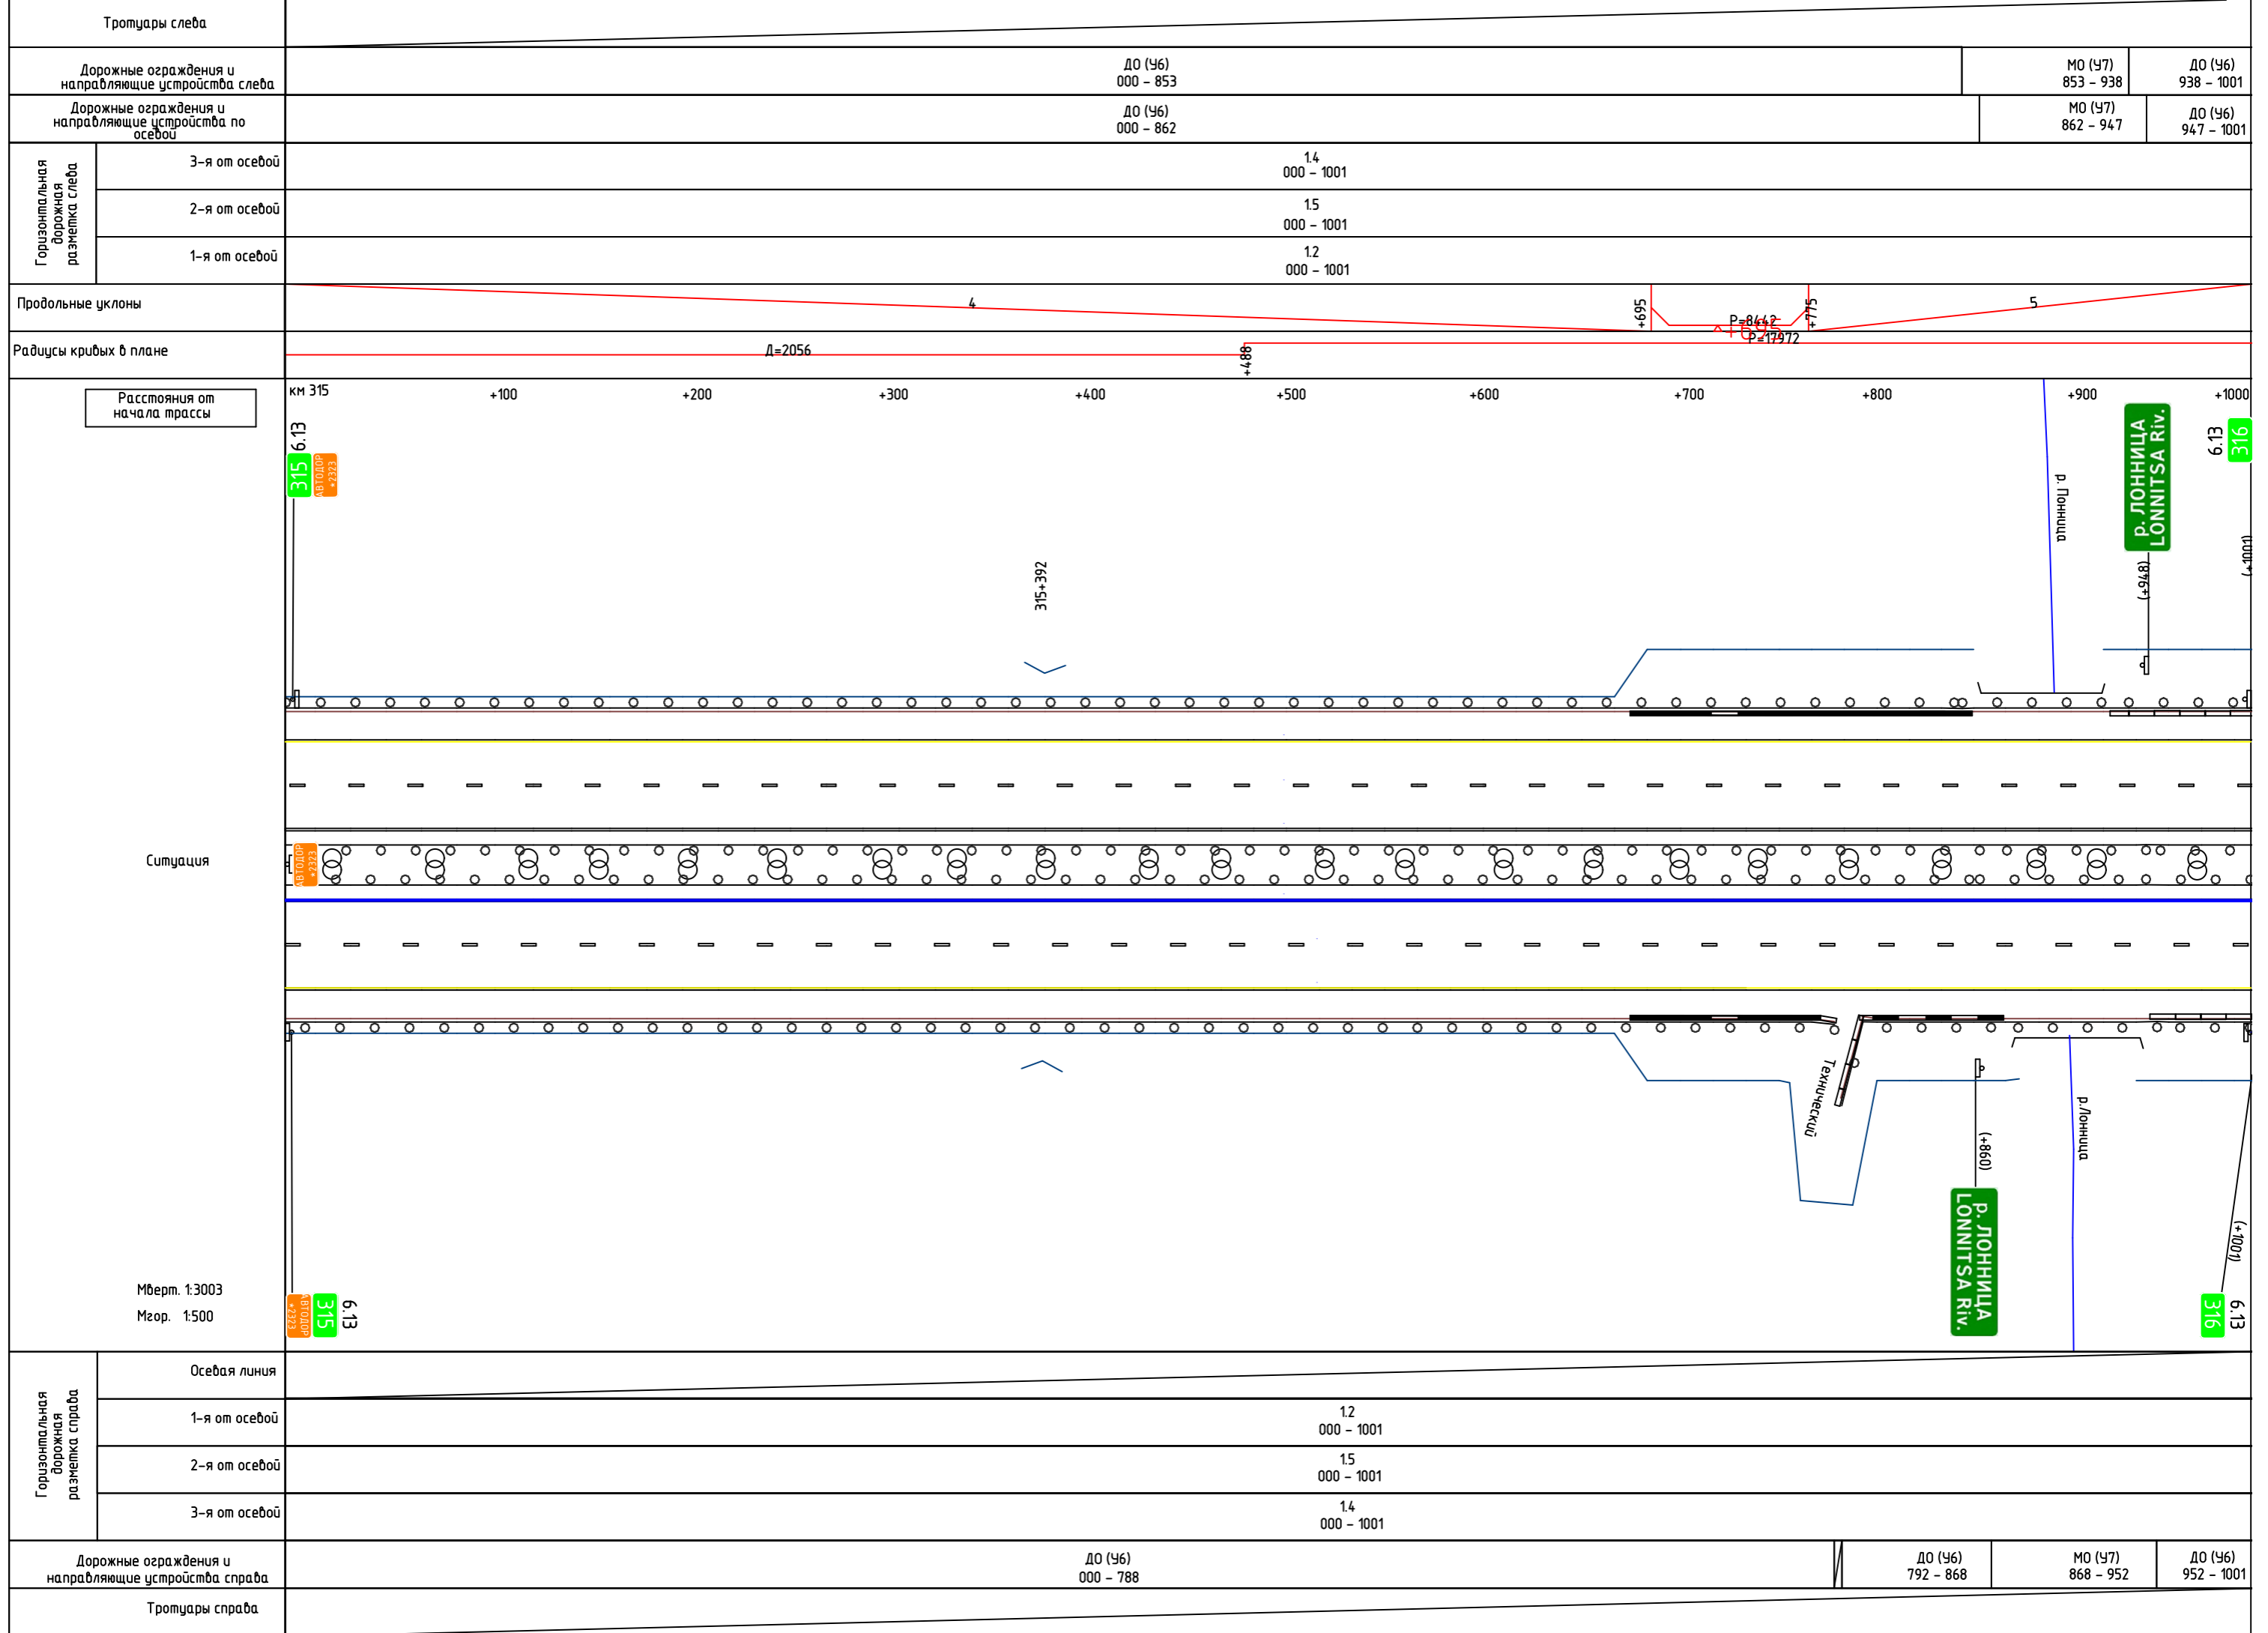 Тротуары слева
Дорожные ограждения и
направляющие устройства слева
ДО (У6)
000 – 853
МО (У7)
853 – 938
ДО (У6)
938 – 1001
Дорожные ограждения и
направляющие устройства по
осевой
ДО (У6)
000 – 862
МО (У7)
862 – 947
ДО (У6)
947 – 1001
Горизонтальная
дорожная
разметка слева
3-я от осевой
1.4
000 – 1001
2-я от осевой
1.5
000 – 1001
1-я от осевой
1.2
000 – 1001
Продольные уклоны
4
+695
Р=8442
+695
+775
5
Радиусы кривых в плане
Д=2056
+488
Р=17972
Расстояния от
начала трассы
км 315
+100
+200
+300
+400
+500
+600
+700
+800
+900
+1000
6.13
315
АВТОДОР
*2323
315+392
р. Лонница
р. ЛОННИЦА
LONNITSA Riv.
(+948)
6.13
316
(+1001)
Ситуация
АВТОДОР
*2323
Технический
(+860)
р. ЛОННИЦА
LONNITSA Riv.
р.Лонница
(+1001)
316
6.13
Мверт. 1:3003
Мгор. 1:500
АВТОДОР
*2323
315
6.13
Горизонтальная
дорожная
разметка справа
Осевая линия
1-я от осевой
1.2
000 – 1001
2-я от осевой
1.5
000 – 1001
3-я от осевой
1.4
000 – 1001
Дорожные ограждения и
направляющие устройства справа
ДО (У6)
000 – 788
ДО (У6)
792 – 868
МО (У7)
868 – 952
ДО (У6)
952 – 1001
Тротуары справа